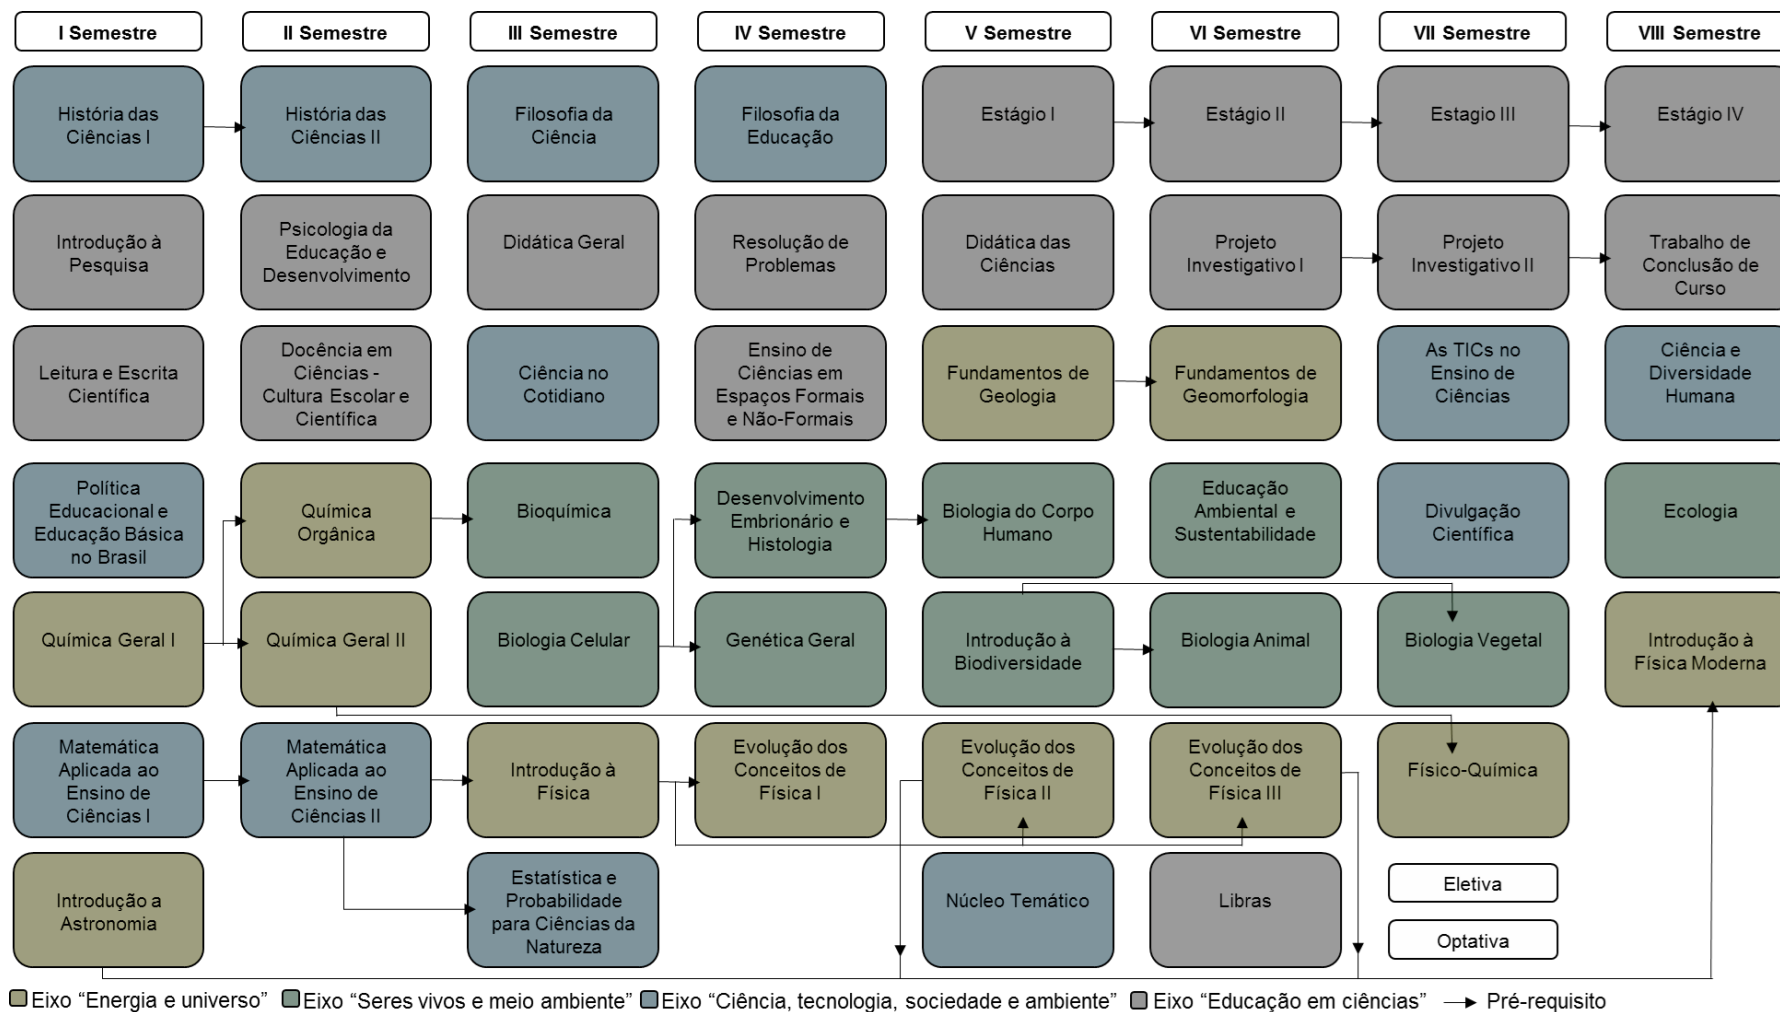 I Semestre
II Semestre
III Semestre
IV Semestre
V Semestre
VI Semestre
VII Semestre
VIII Semestre
História das
Ciências I
História das
Ciências II
Filosofia da
Ciência
Filosofia da
Educação
Estágio I
Estágio II
Estagio III
Estágio IV
Introdução à
Pesquisa
Psicologia da
Educação e
Desenvolvimento
Didática Geral
Resolução de
Problemas
Didática das
Ciências
Projeto
Investigativo I
Projeto
Investigativo II
Trabalho de
Conclusão de
Curso
Leitura e Escrita
Científica
Docência em
Ciências -
Cultura Escolar e
Científica
Ciência no
Cotidiano
Ensino de
Ciências em
Espaços Formais
e Não-Formais
Fundamentos de
Geologia
Fundamentos de
Geomorfologia
As TICs no
Ensino de
Ciências
Ciência e
Diversidade
Humana
Política
Educacional e
Educação Básica
no Brasil
Química
Orgânica
Bioquímica
Desenvolvimento
Embrionário e
Histologia
Biologia do Corpo
Humano
Educação
Ambiental e
Sustentabilidade
Divulgação
Científica
Ecologia
Química Geral I
Química Geral II
Biologia Celular
Genética Geral
Introdução à
Biodiversidade
Biologia Animal
Biologia Vegetal
Introdução à
Física Moderna
Matemática
Aplicada ao
Ensino de
Ciências I
Matemática
Aplicada ao
Ensino de
Ciências II
Introdução à
Física
Evolução dos
Conceitos de
Física I
Evolução dos
Conceitos de
Física II
Evolução dos
Conceitos de
Física III
Físico-Química
Introdução a
Astronomia
Estatística e
Probabilidade
para Ciências da
Natureza
Núcleo Temático
Libras
Eletiva
Optativa
Eixo “Energia e universo”
Eixo “Seres vivos e meio ambiente”
Eixo “Ciência, tecnologia, sociedade e ambiente”
Eixo “Educação em ciências”
Pré-requisito